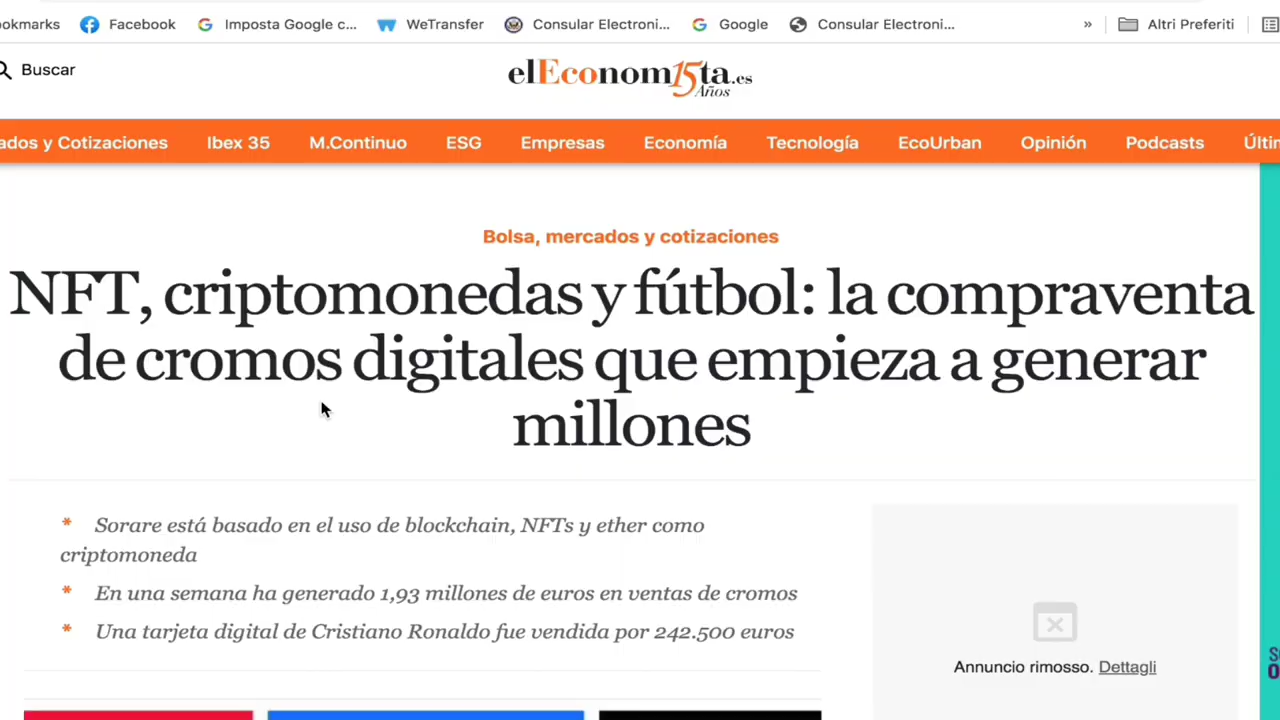 ookmarks Facebook Imposta Google c... WeTransfer Consular Electroni... Google Consular Electroni... » Altri Preferiti
Buscar
elEconom15ta.es
Años
ados y Cotizaciones Ibex 35 M.Continuo ESG Empresas Economía Tecnología EcoUrban Opinión Podcasts Últim
Bolsa, mercados y cotizaciones
NFT, criptomonedas y fútbol: la compraventa
de cromos digitales que empieza a generar
millones
* Sorare está basado en el uso de blockchain, NFTs y ether como
criptomoneda
* En una semana ha generado 1,93 millones de euros en ventas de cromos
* Una tarjeta digital de Cristiano Ronaldo fue vendida por 242.500 euros
Annuncio rimosso. Dettagli